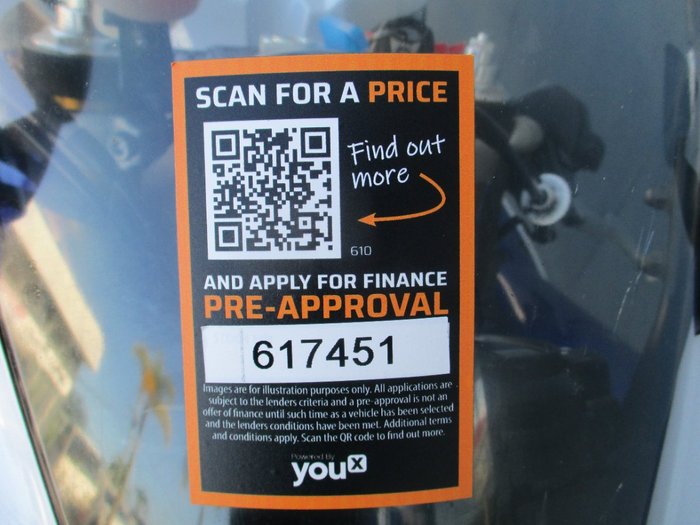 SCAN FOR A PRICE
Find out
more
610
AND APPLY FOR FINANCE
PRE-APPROVAL
617451
Images are for illustration purposes only. All applications are
subject to the lenders criteria and a pre-approval is not an
offer of finance until such time as a vehicle has been selected
and the lenders conditions have been met. Additional terms
and conditions apply. Scan the QR code to find out more.
Powered By
youX